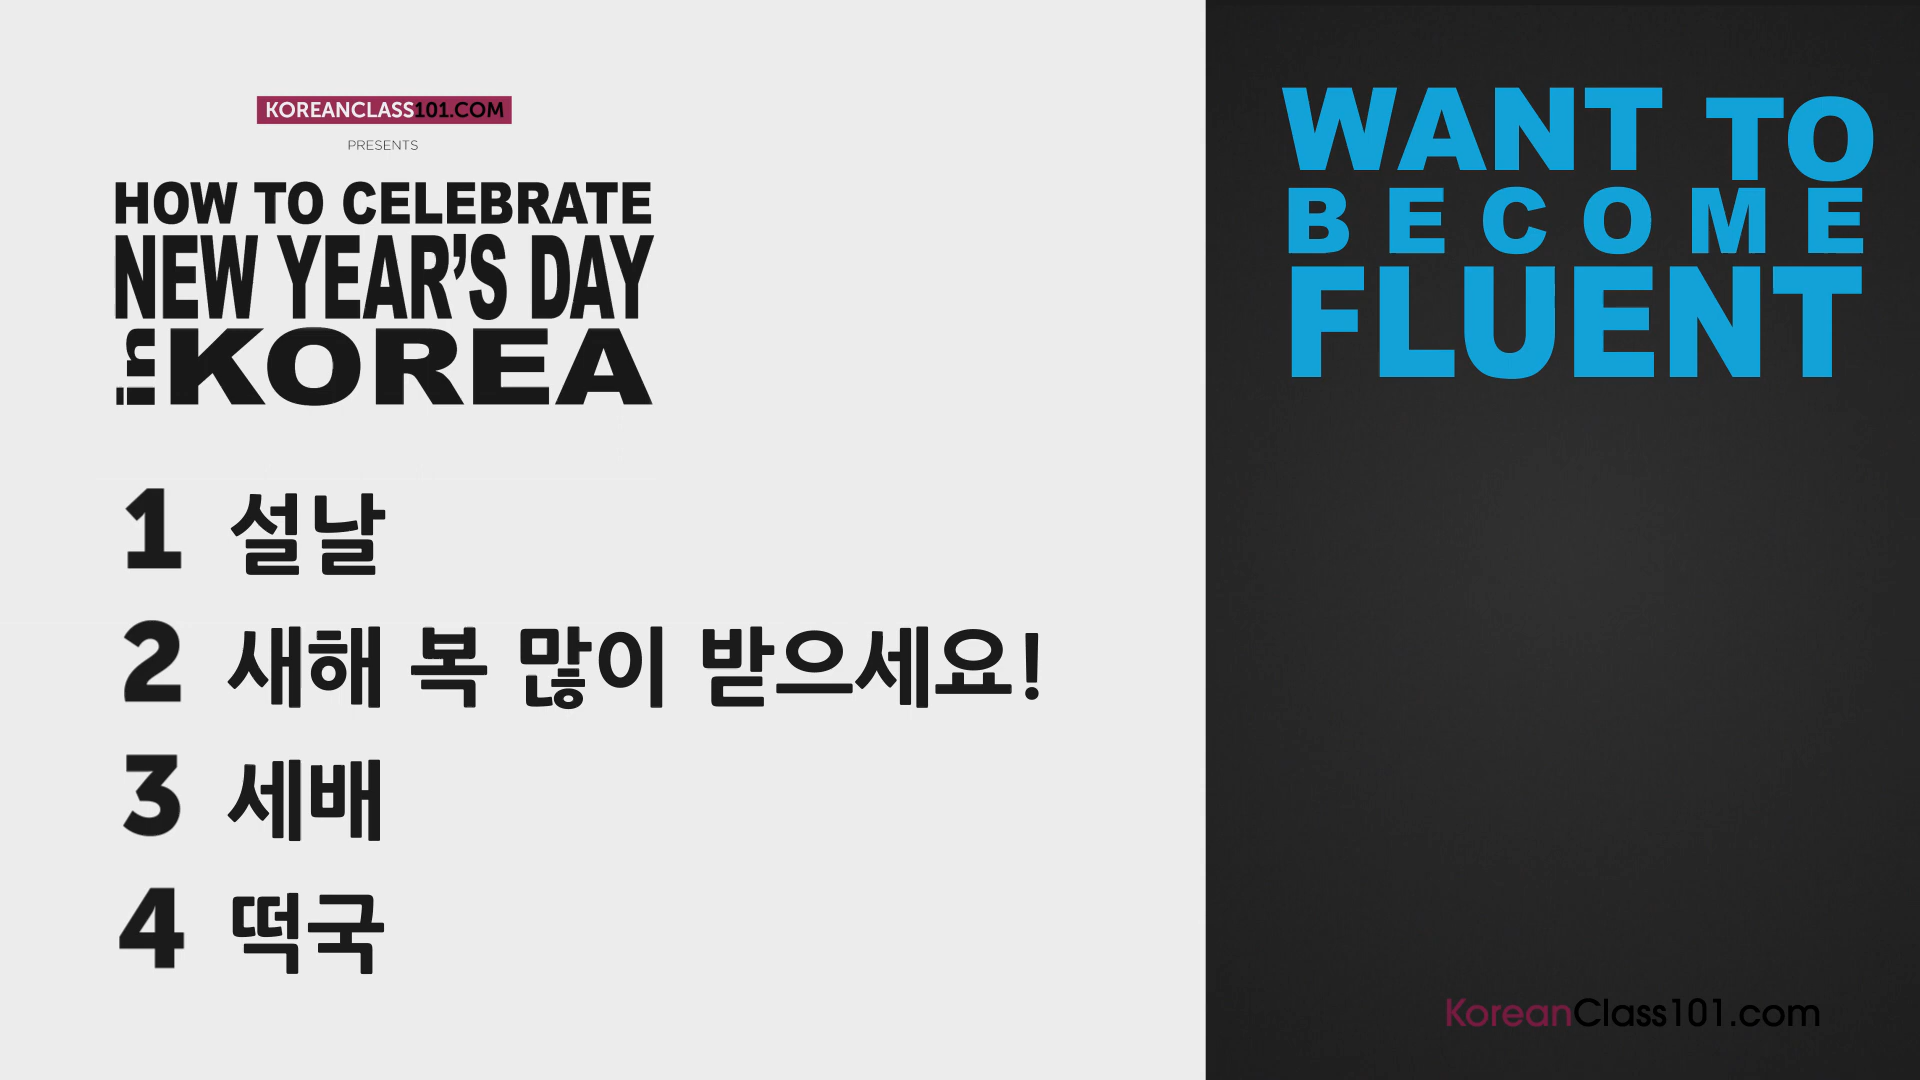 KOREANCLASS101.COM
PRESENTS
HOW TO CELEBRATE
NEW YEAR'S DAY
in KOREA
1 설날
2 새해 복 많이 받으세요!
3 세배
4 떡국
WANT TO
BECOME
FLUENT
KoreanClass101.com